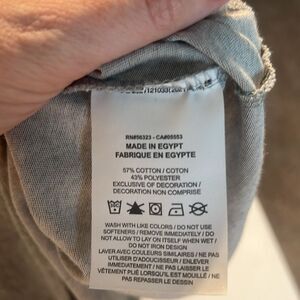 RN#56323 - CA#05553
MADE IN EGYPT
FABRIQUE EN EGYPTE
57% COTTON / COTON
43% POLYESTER
EXCLUSIVE OF DECORATION /
DECORATION NON COMPRISE
WASH WITH LIKE COLORS / DO NOT USE
SOFTENERS / REMOVE IMMEDIATELY / DO
NOT ALLOW TO LAY ON ITSELF WHEN WET /
DO NOT IRON DESIGN
LAVER AVEC COULEURS SIMILAIRES / NE PAS
UTILISER D'ADOUCISSEUR / ENLEVER
IMMÉDIATEMENT / NE PAS LAISSER LE
VÊTEMENT PLIÉ LORSQU'IL EST MOUILLÉ / NE
PAS REPASSER LE DESSIN